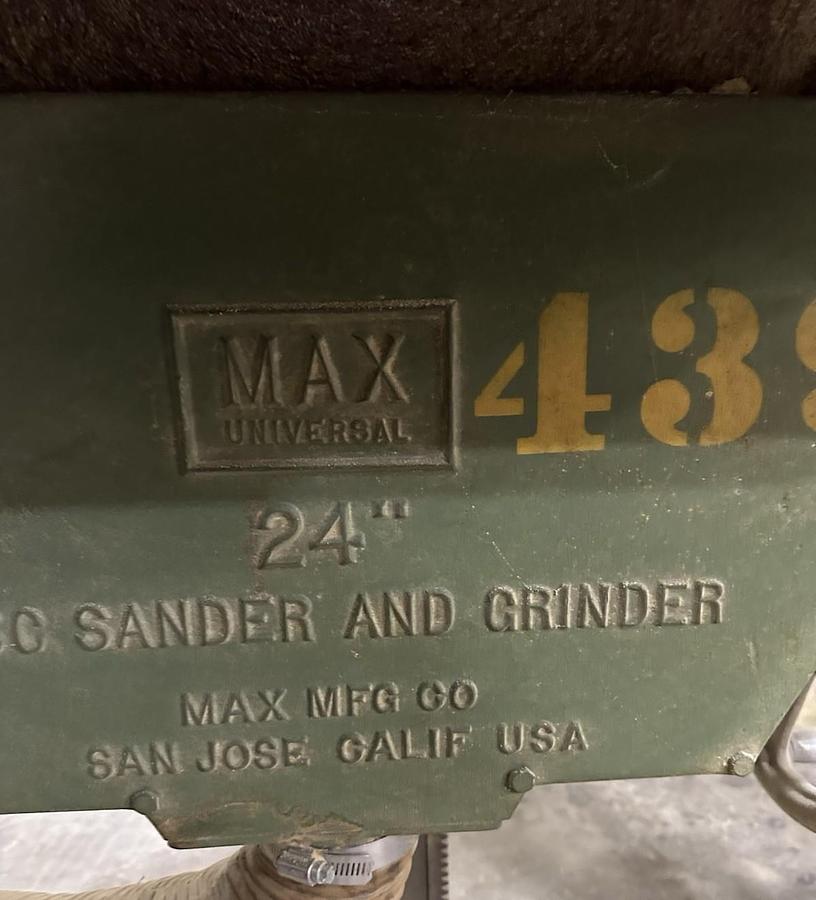 MAX
UNIVERSAL
43
24"
SANDER AND GRINDER
MAX MFG CO
SAN JOSE CALIF USA